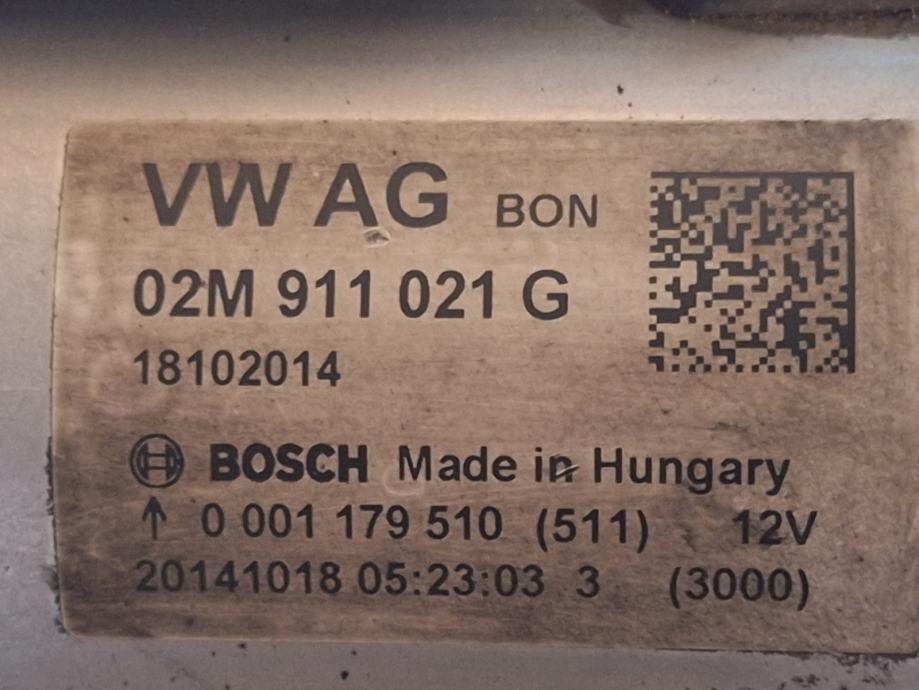 VW AG BON
02M 911 021 G
18102014
BOSCH Made in Hungary
↑ 0 001 179 510 (511) 12V
20141018 05:23:03 3 (3000)